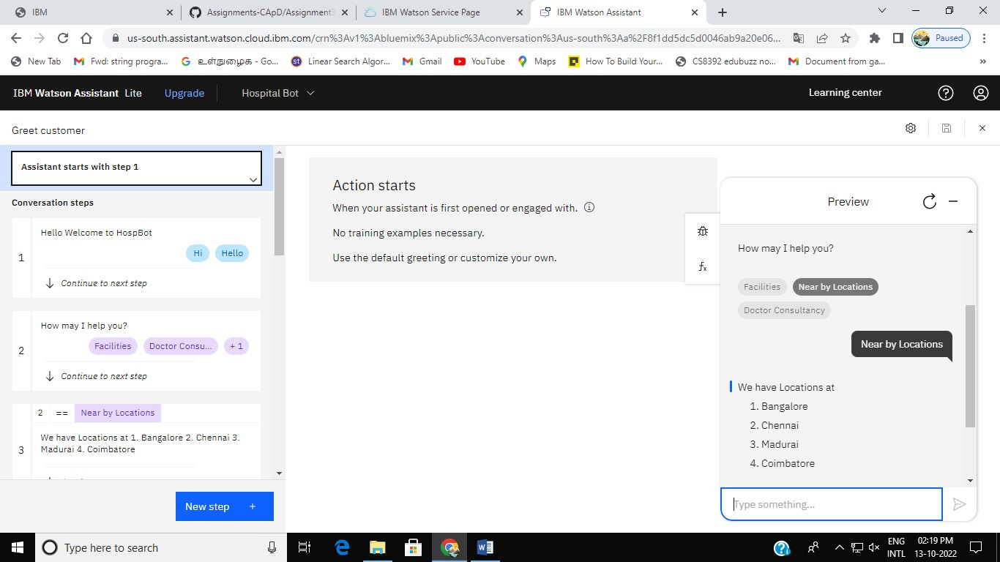 IBM
Assignments-CApD/Assignment3
IBM Watson Service Page
IBM Watson Assistant
us-south.assistant.watson.cloud.ibm.com/crn%3Av1%3Abluemix%3Apublic%3Aconversation%3Aus-south%3Aa%2F8f1dd5dc5d0046ab9a20e06...
Paused
New Tab
Fwd: string progra...
உள்நுழைக - Go...
Linear Search Algor...
Gmail
YouTube
Maps
How To Build Your...
CS8392 edubuzz no...
Document from ga...
IBM Watson Assistant Lite
Upgrade
Hospital Bot
Learning center
Greet customer
Assistant starts with step 1
Conversation steps
1
Hello Welcome to HospBot
Hi
Hello
Continue to next step
2
How may I help you?
Facilities
Doctor Consu...
+ 1
Continue to next step
2 == Near by Locations
3
We have Locations at 1. Bangalore 2. Chennai 3.
Madurai 4. Coimbatore
New step +
Action starts
When your assistant is first opened or engaged with.
No training examples necessary.
Use the default greeting or customize your own.
fx
Preview
How may I help you?
Facilities
Near by Locations
Doctor Consultancy
Near by Locations
We have Locations at
1. Bangalore
2. Chennai
3. Madurai
4. Coimbatore
Type something...
Type here to search
ENG
INTL
02:19 PM
13-10-2022